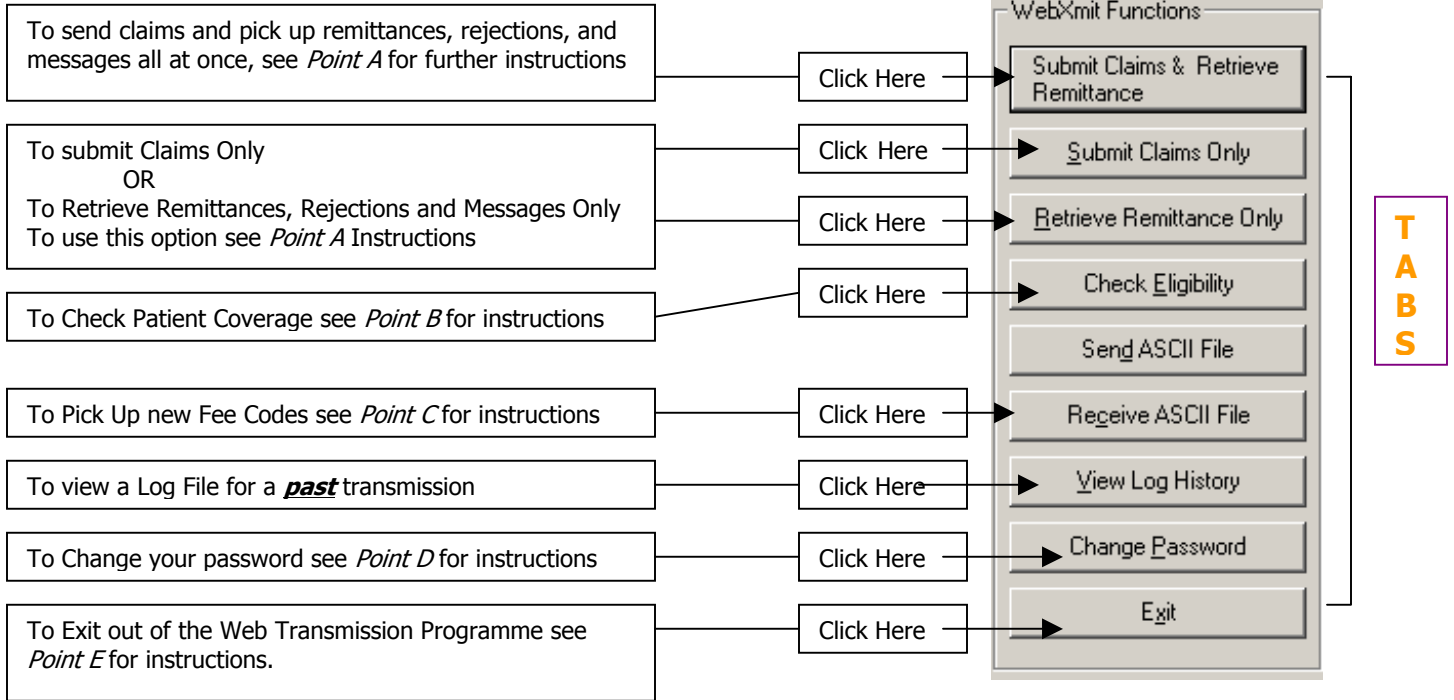 WebXmit Functions
To send claims and pick up remittances, rejections, and
messages all at once, see Point A for further instructions
Click Here
Submit Claims & Retrieve
Remittance
To submit Claims Only
OR
To Retrieve Remittances, Rejections and Messages Only
To use this option see Point A Instructions
Click Here
Submit Claims Only
Click Here
Retrieve Remittance Only
To Check Patient Coverage see Point B for instructions
Click Here
Check Eligibility
Send ASCII File
To Pick Up new Fee Codes see Point C for instructions
Click Here
Receive ASCII File
To view a Log File for a past transmission
Click Here
View Log History
To Change your password see Point D for instructions
Click Here
Change Password
To Exit out of the Web Transmission Programme see
Point E for instructions.
Click Here
Exit
T
A
B
S